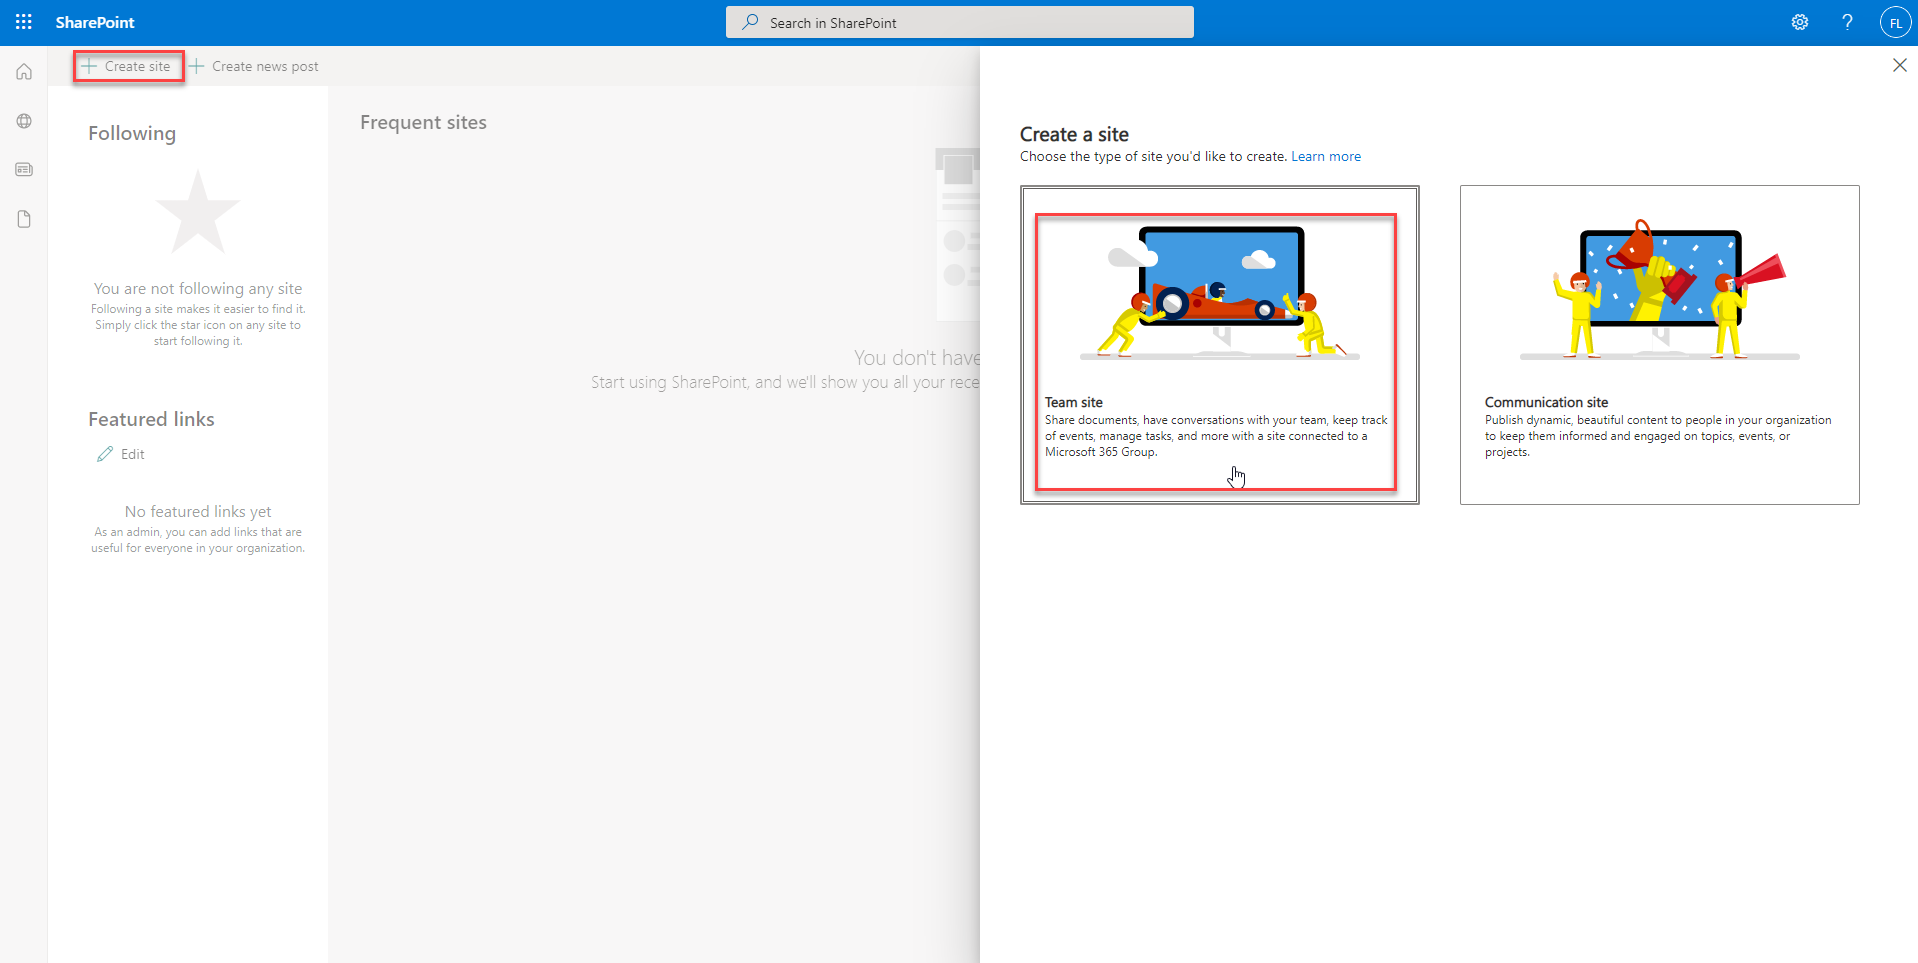 SharePoint
Search in SharePoint
FL
Create site
Create news post
Following
You are not following any site
Following a site makes it easier to find it.
Simply click the star icon on any site to
start following it.
Featured links
Edit
No featured links yet
As an admin, you can add links that are
useful for everyone in your organization.
Frequent sites
You don't have
Start using SharePoint, and we'll show you all your rece
Create a site
Choose the type of site you'd like to create. Learn more
Team site
Share documents, have conversations with your team, keep track
of events, manage tasks, and more with a site connected to a
Microsoft 365 Group.
Communication site
Publish dynamic, beautiful content to people in your organization
to keep them informed and engaged on topics, events, or
projects.